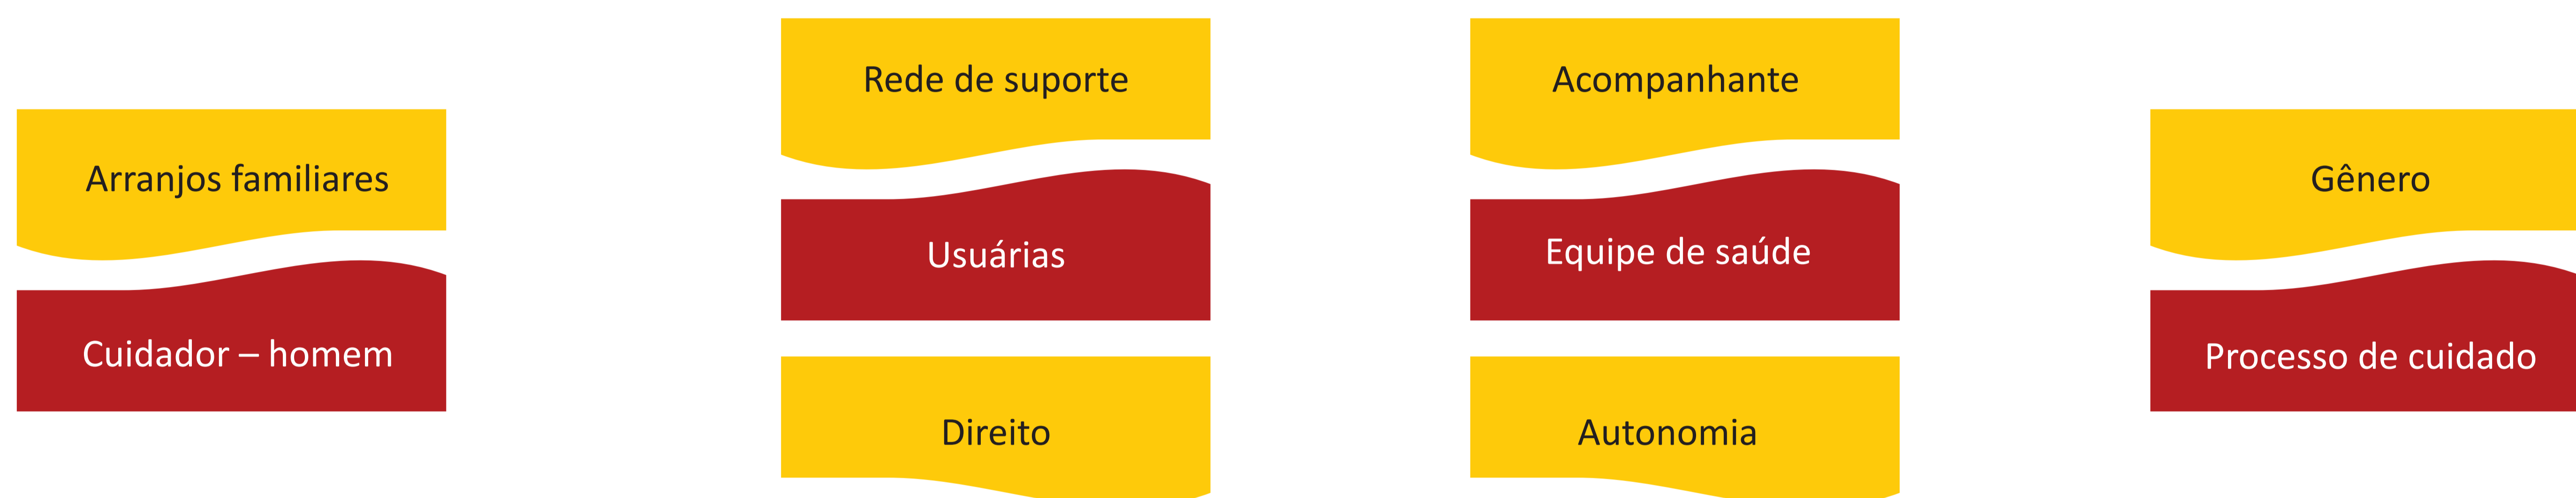 Arranjos familiares
Cuidador – homem
Rede de suporte
Usuárias
Direito
Acompanhante
Equipe de saúde
Autonomia
Gênero
Processo de cuidado